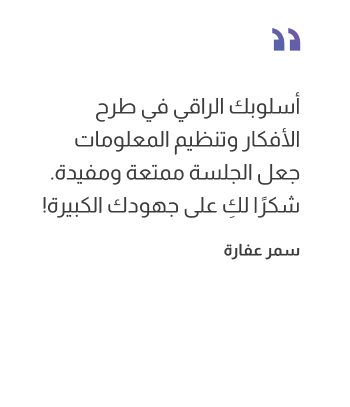 أسلوبك الراقي في طرح
الأفكار وتنظيم المعلومات
جعل الجلسة ممتعة ومفيدة.
شكرًا لكِ على جهودك الكبيرة!
سمر عفارة